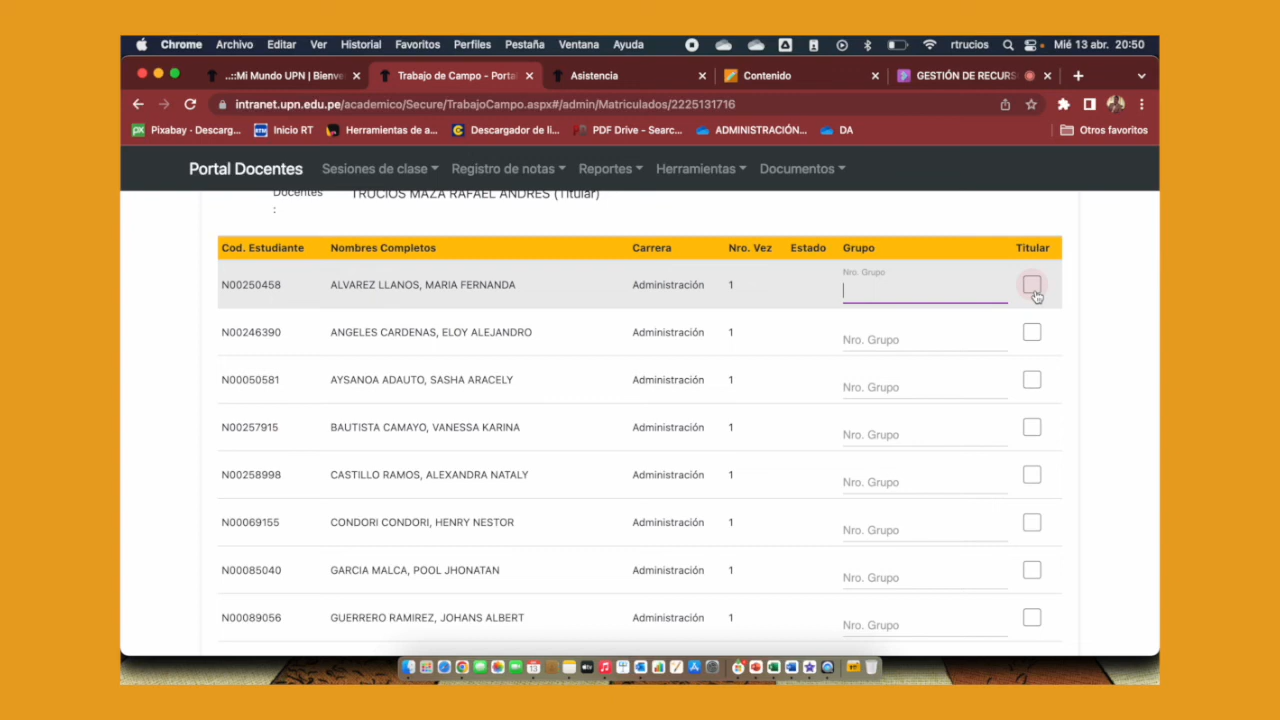 Chrome Archivo Editar Ver Historial Favoritos Perfiles Pestaña Ventana Ayuda rtrucios Mié 13 abr. 20:50
..::Mi Mundo UPN | Bienve Trabajo de Campo - Porta Asistencia Contenido GESTIÓN DE RECURS
intranet.upn.edu.pe/academico/Secure/TrabajoCampo.aspx#/admin/Matriculados/2225131716
Pixabay - Descarg... Inicio RT Herramientas de a... Descargador de lí... PDF Drive - Searc... ADMINISTRACIÓN... DA Otros favoritos
Portal Docentes Sesiones de clase Registro de notas Reportes Herramientas Documentos
Docentes TRUCIOS MAZA RAFAEL ANDRES (Titular)
:
Cod. Estudiante Nombres Completos Carrera Nro. Vez Estado Grupo Titular
Nro. Grupo
N00250458 ALVAREZ LLANOS, MARIA FERNANDA Administración 1
N00246390 ANGELES CARDENAS, ELOY ALEJANDRO Administración 1 Nro. Grupo
N00050581 AYSANOA ADAUTO, SASHA ARACELY Administración 1 Nro. Grupo
N00257915 BAUTISTA CAMAYO, VANESSA KARINA Administración 1 Nro. Grupo
N00258998 CASTILLO RAMOS, ALEXANDRA NATALY Administración 1 Nro. Grupo
N00069155 CONDORI CONDORI, HENRY NESTOR Administración 1 Nro. Grupo
N00085040 GARCIA MALCA, POOL JHONATAN Administración 1 Nro. Grupo
N00089056 GUERRERO RAMIREZ, JOHANS ALBERT Administración 1 Nro. Grupo